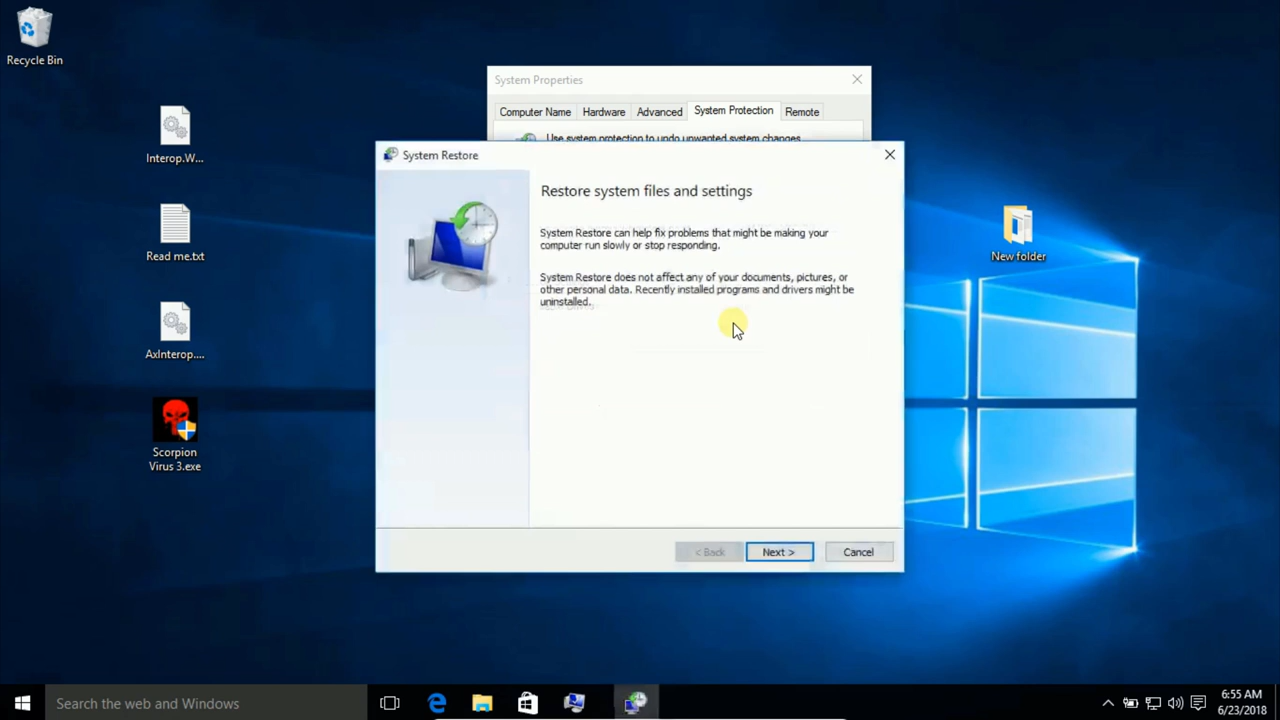 Recycle Bin
Interop.W...
Read me.txt
AxInterop....
Scorpion
Virus 3.exe
System Properties
Computer Name
Hardware
Advanced
System Protection
Remote
Use system protection to undo unwanted system changes
System Restore
Restore system files and settings
System Restore can help fix problems that might be making your
computer run slowly or stop responding.
System Restore does not affect any of your documents, pictures, or
other personal data. Recently installed programs and drivers might be
uninstalled.
< Back
Next >
Cancel
New folder
Search the web and Windows
6:55 AM
6/23/2018